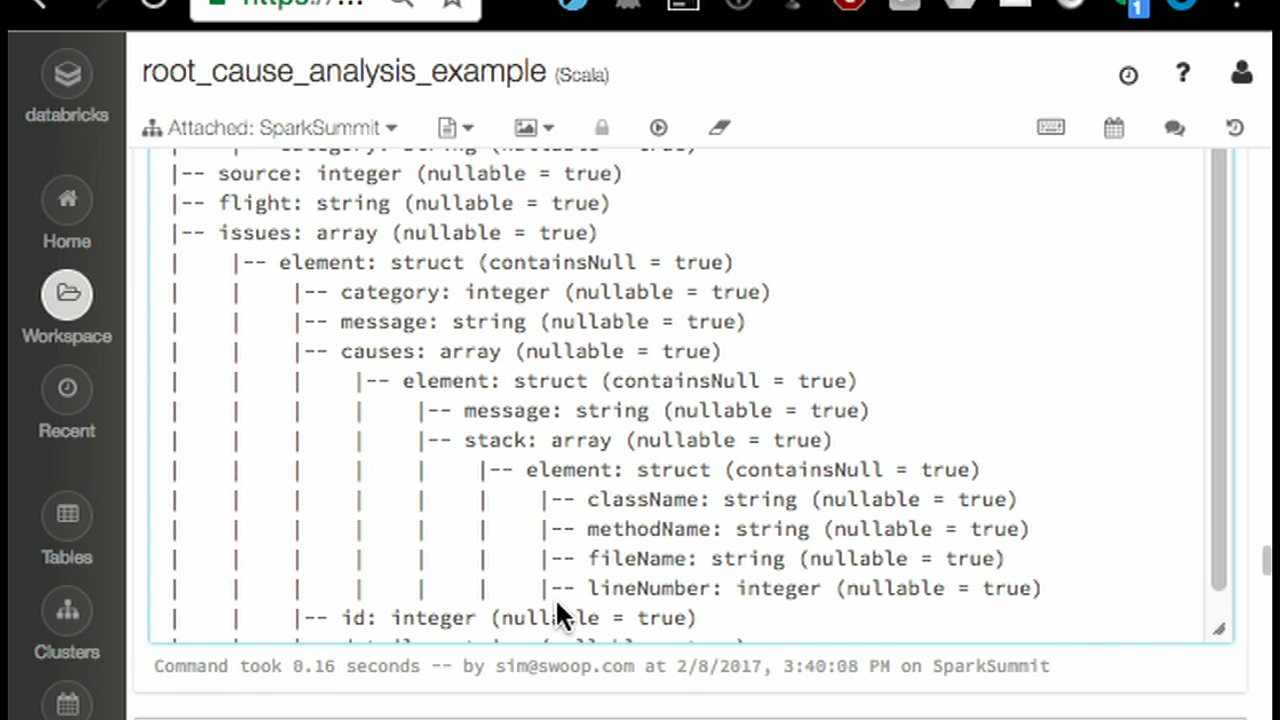 https://...
1
root_cause_analysis_example (Scala)
databricks
Attached: SparkSummit
|-- source: integer (nullable = true)
|-- flight: string (nullable = true)
|-- issues: array (nullable = true)
| |-- element: struct (containsNull = true)
| | |-- category: integer (nullable = true)
| | |-- message: string (nullable = true)
| | |-- causes: array (nullable = true)
| | | |-- element: struct (containsNull = true)
| | | | |-- message: string (nullable = true)
| | | | |-- stack: array (nullable = true)
| | | | | |-- element: struct (containsNull = true)
| | | | | | |-- className: string (nullable = true)
| | | | | | |-- methodName: string (nullable = true)
| | | | | | |-- fileName: string (nullable = true)
| | | | | | |-- lineNumber: integer (nullable = true)
| | |-- id: integer (nullable = true)
Command took 0.16 seconds -- by sim@swoop.com at 2/8/2017, 3:40:08 PM on SparkSummit
Home
Workspace
Recent
Tables
Clusters